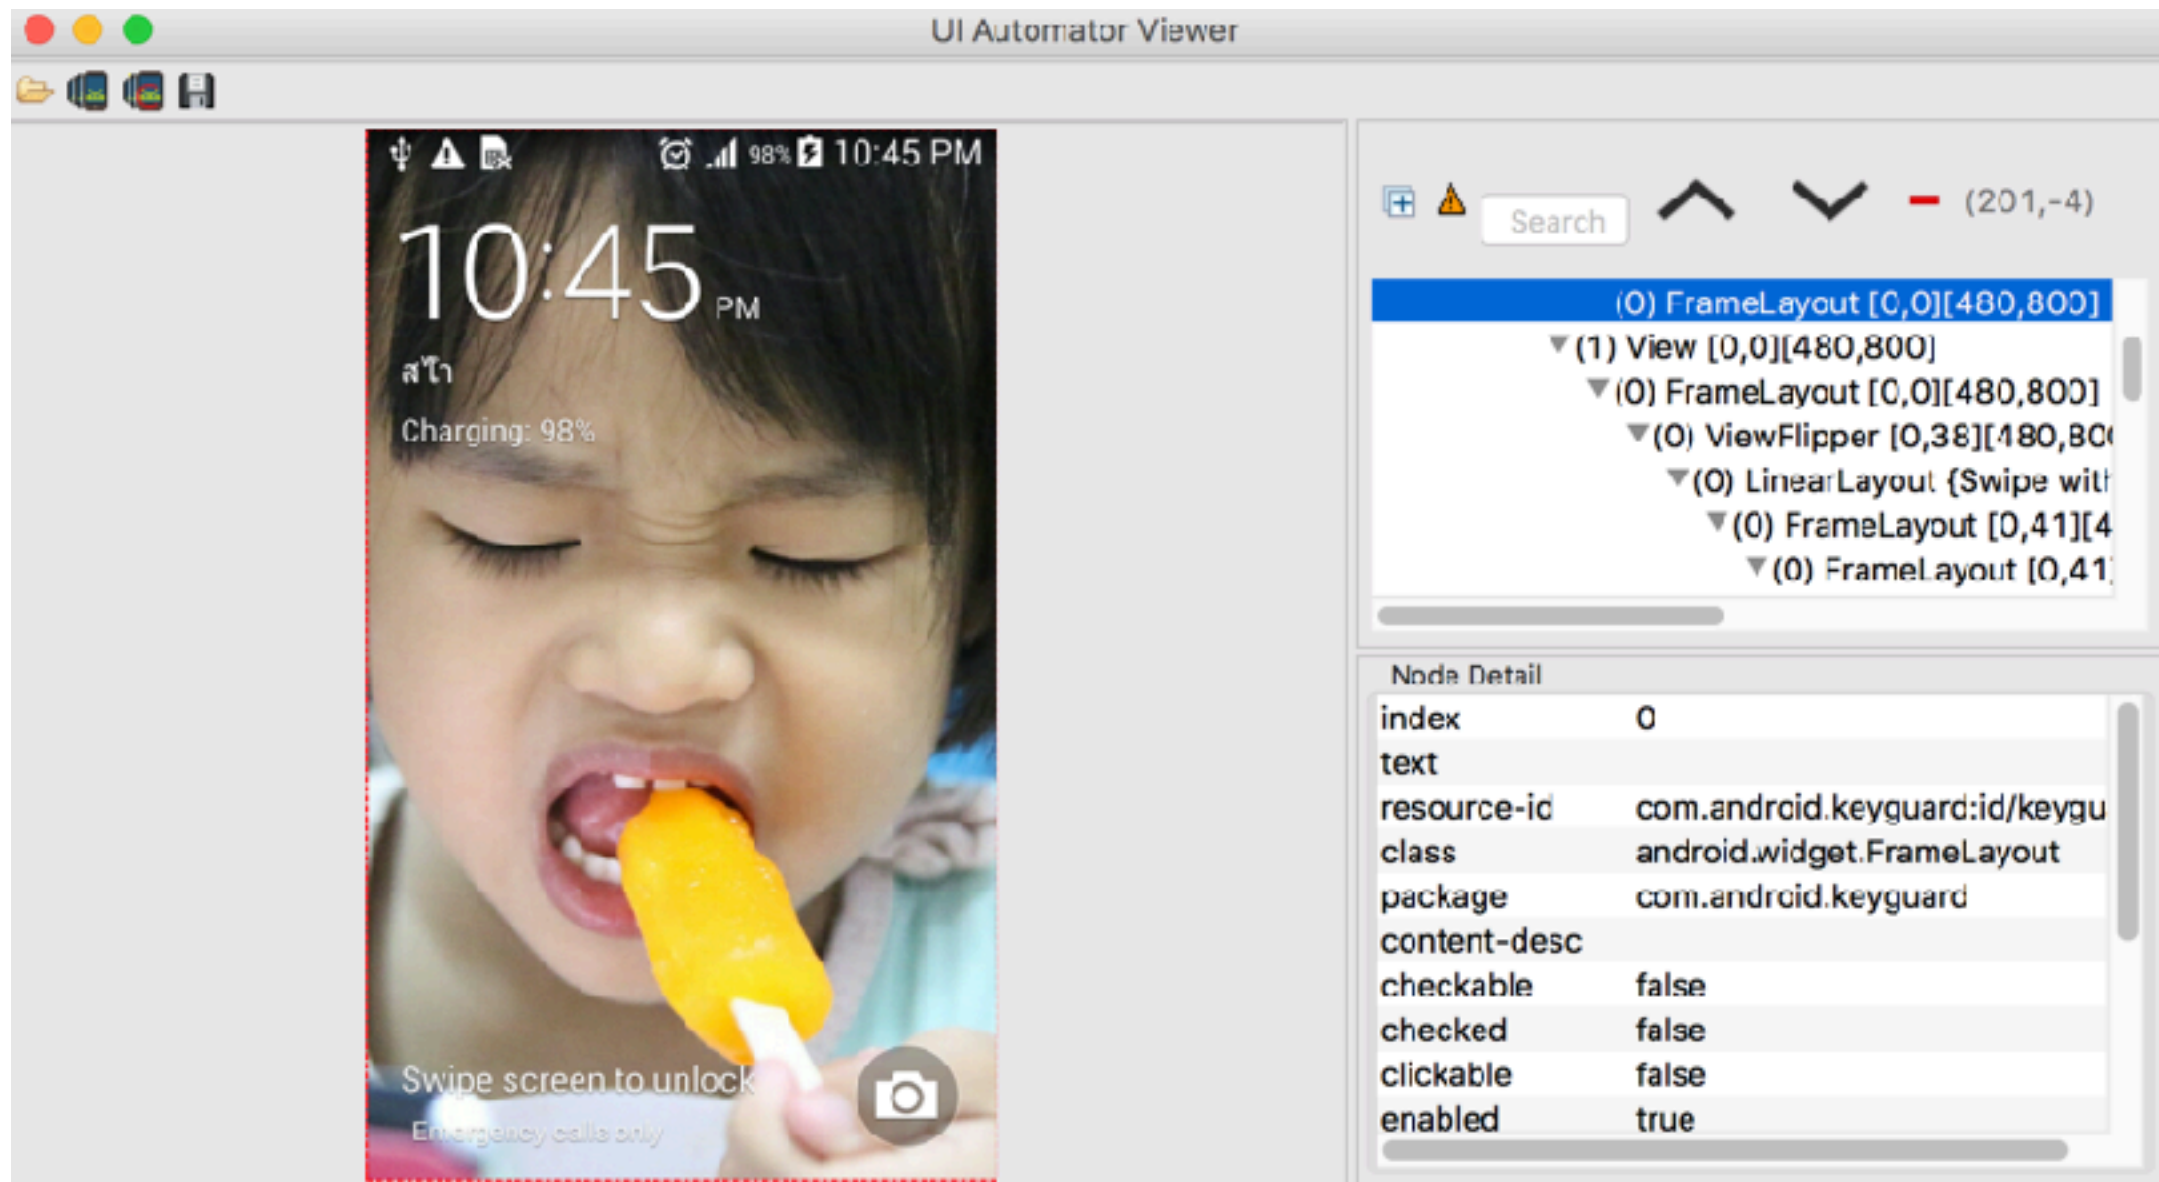 UI Automator Viewer
98% 10:45 PM
10:45 PM
Charging: 98%
Swipe screen to unlock
Emergency calls only
Search
(201,-4)
(0) FrameLayout [0,0][480,800]
(1) View [0,0][480,800]
(0) FrameLayout [0,0][480,800]
(0) ViewFlipper [0,38][480,80
(0) LinearLayout {Swipe with
(0) FrameLayout [0,41][4
(0) FrameLayout [0,41]
Node Detail
index 0
text
resource-id com.android.keyguard:id/keygu
class android.widget.FrameLayout
package com.android.keyguard
content-desc
checkable false
checked false
clickable false
enabled true